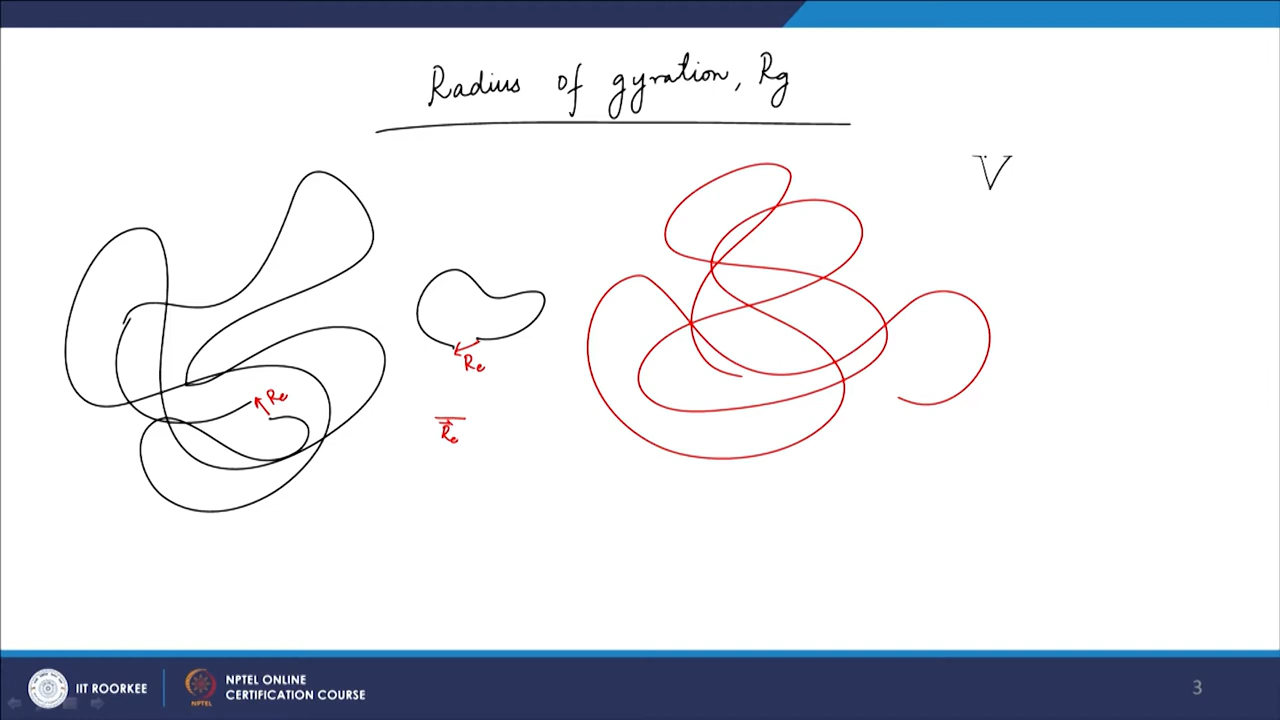 Radius of gyration, Rg
V
Re
Re
Re
IIT ROORKEE
NPTEL ONLINE
CERTIFICATION COURSE
3